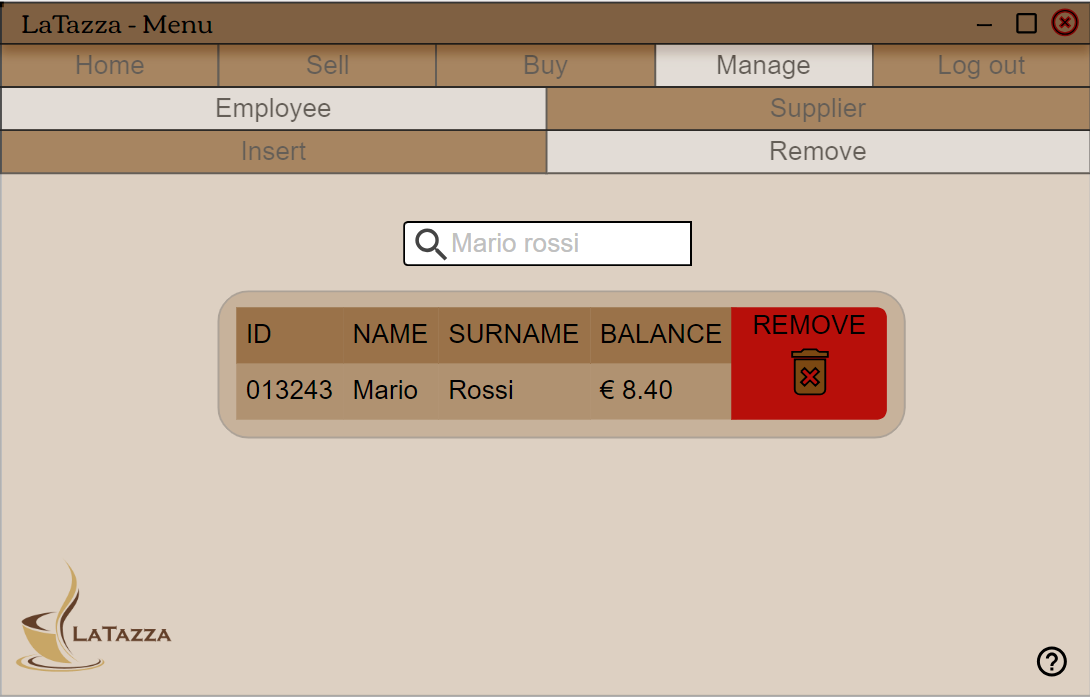 LaTazza - Menu
Home Sell Buy Manage Log out
Employee Supplier
Insert Remove
Mario rossi
ID NAME SURNAME BALANCE REMOVE
013243 Mario Rossi € 8.40
LATAZZA
?